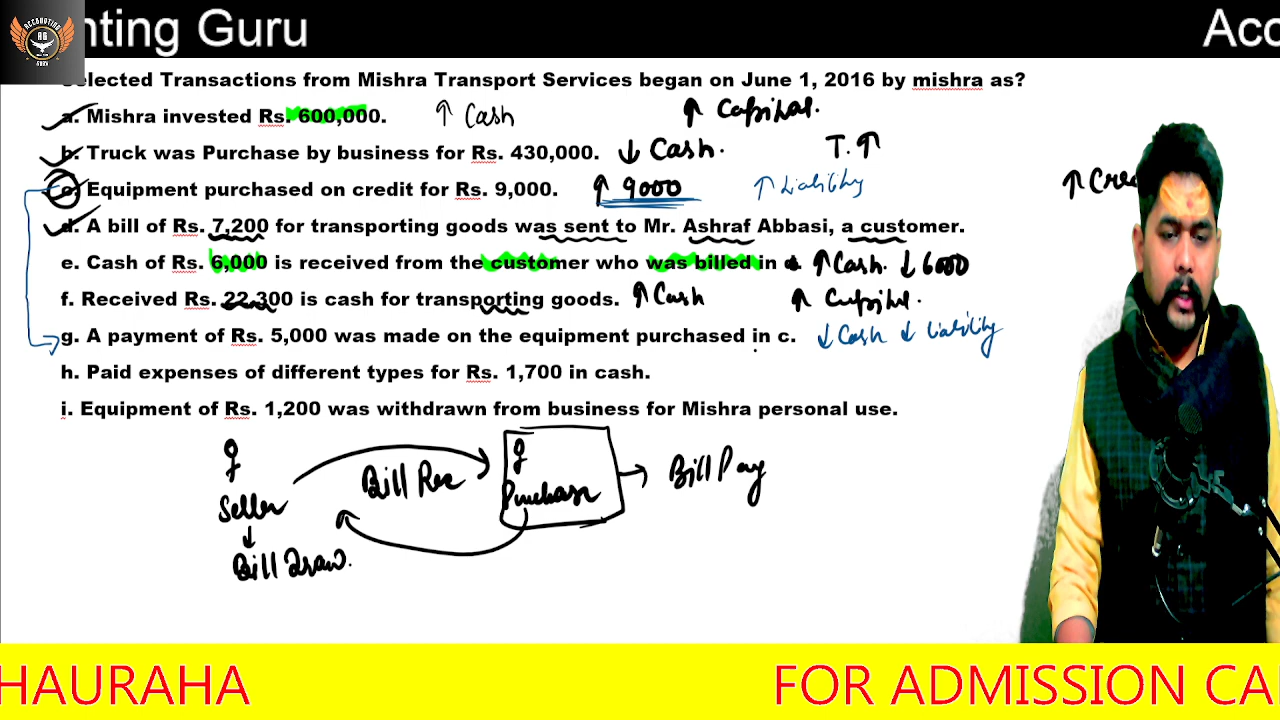 nting Guru
Acc
ACCOUNTING
AG
GURU
elected Transactions from Mishra Transport Services began on June 1, 2016 by mishra as?
a. Mishra invested Rs. 600,000. ↑ Cash ↑ Capital.
b. Truck was Purchase by business for Rs. 430,000. ↓ Cash. T. ↑
c. Equipment purchased on credit for Rs. 9,000. ↑ 9000 ↑ Liability ↑ Cre
d. A bill of Rs. 7,200 for transporting goods was sent to Mr. Ashraf Abbasi, a customer.
e. Cash of Rs. 6,000 is received from the customer who was billed in d. ↑ Cash. ↓ 6000
f. Received Rs. 22,300 is cash for transporting goods. ↑ Cash ↑ Capital.
g. A payment of Rs. 5,000 was made on the equipment purchased in c. ↓ Cash ↓ Liability
h. Paid expenses of different types for Rs. 1,700 in cash.
i. Equipment of Rs. 1,200 was withdrawn from business for Mishra personal use.
Seller Bill Rec Purchase → Bill Pay
↓
Bill Draw.
HAURAHA
FOR ADMISSION CA